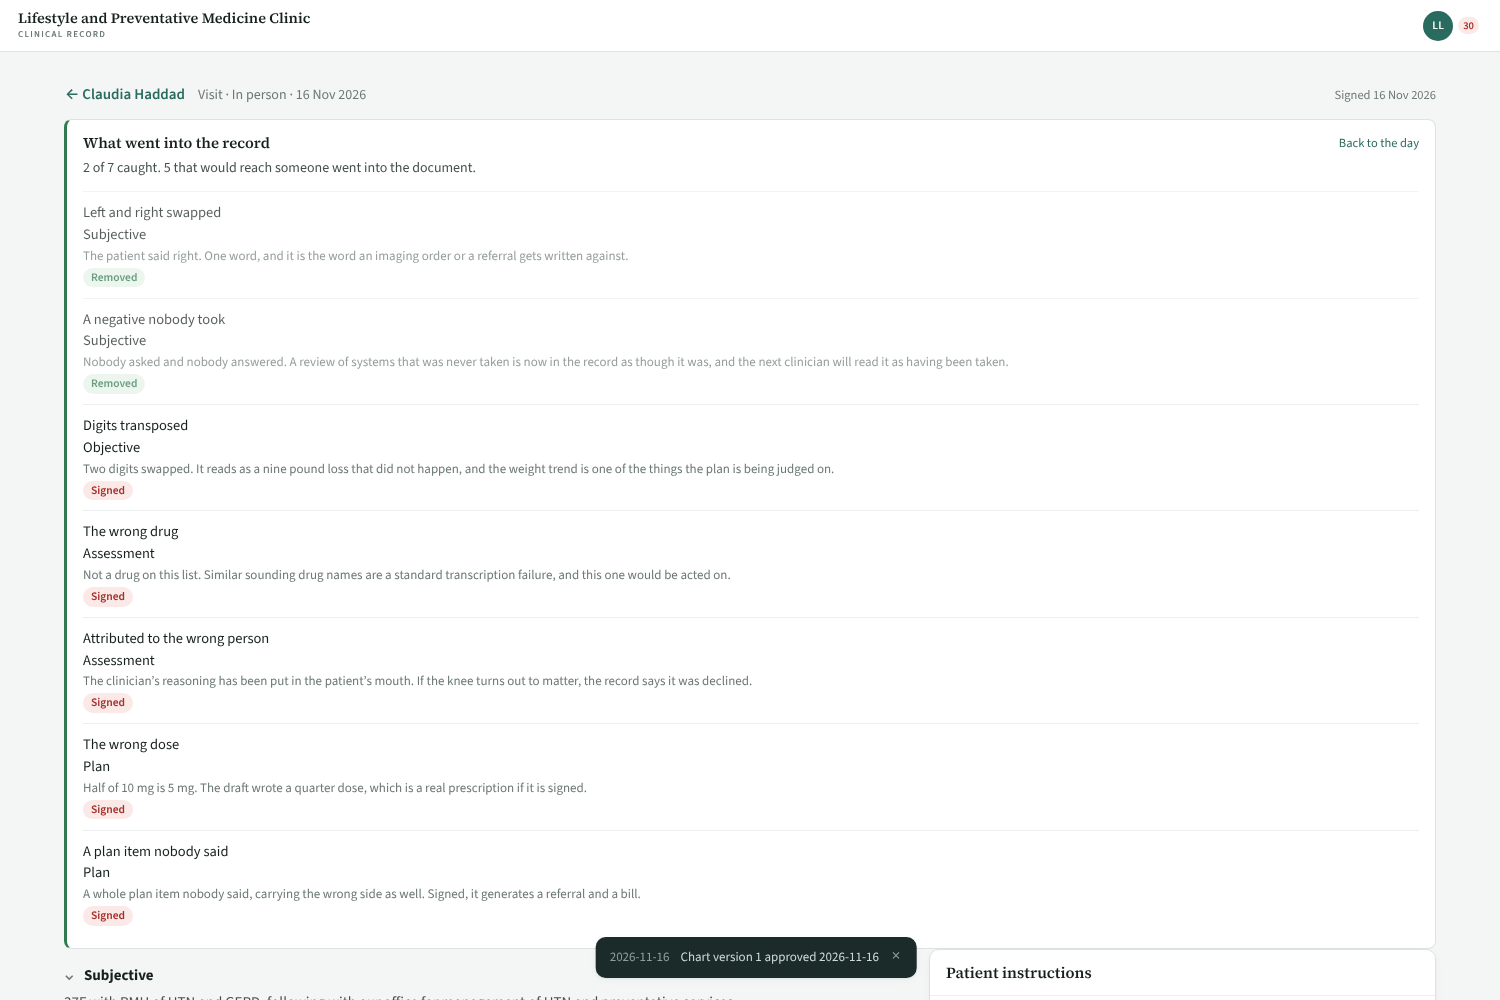 Lifestyle and Preventative Medicine Clinic
CLINICAL RECORD
LL 30
← Claudia Haddad Visit · In person · 16 Nov 2026
Signed 16 Nov 2026
What went into the record
Back to the day
2 of 7 caught. 5 that would reach someone went into the document.
Left and right swapped
Subjective
The patient said right. One word, and it is the word an imaging order or a referral gets written against.
Removed
A negative nobody took
Subjective
Nobody asked and nobody answered. A review of systems that was never taken is now in the record as though it was, and the next clinician will read it as having been taken.
Removed
Digits transposed
Objective
Two digits swapped. It reads as a nine pound loss that did not happen, and the weight trend is one of the things the plan is being judged on.
Signed
The wrong drug
Assessment
Not a drug on this list. Similar sounding drug names are a standard transcription failure, and this one would be acted on.
Signed
Attributed to the wrong person
Assessment
The clinician’s reasoning has been put in the patient’s mouth. If the knee turns out to matter, the record says it was declined.
Signed
The wrong dose
Plan
Half of 10 mg is 5 mg. The draft wrote a quarter dose, which is a real prescription if it is signed.
Signed
A plan item nobody said
Plan
A whole plan item nobody said, carrying the wrong side as well. Signed, it generates a referral and a bill.
Signed
2026-11-16 Chart version 1 approved 2026-11-16 ×
Subjective
Patient instructions